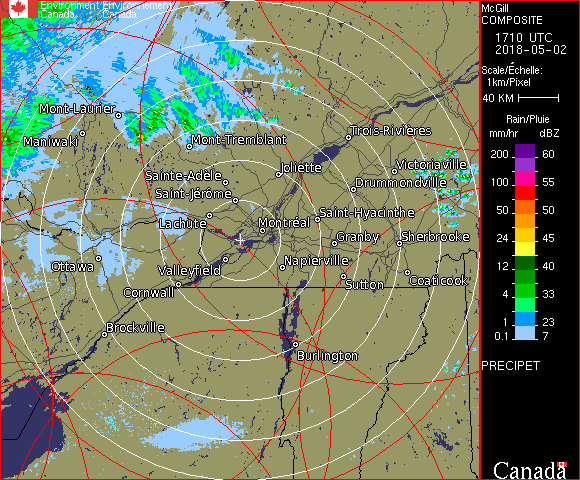 Environment Environnement
Canada Canada
McGill
COMPOSITE
1710 UTC
2018-05-02
Scale/Échelle:
1km/Pixel
40 KM
Rain/Pluie
mm/hr dBZ
200 60
100 55
50 50
24 45
12 40
4 33
1 23
0.1 7
PRECIPET
Canada
Mont-Laurier
Maniwaki
Mont-Tremblant
Trois-Rivières
Victoriaville
Joliette
Sainte-Adèle
Drummondville
Saint-Jérôme
Saint-Hyacinthe
Lachute
Montréal
Granby
Sherbrooke
Ottawa
Valleyfield
Napierville
Sutton
Coaticook
Cornwall
Brockville
Burlington